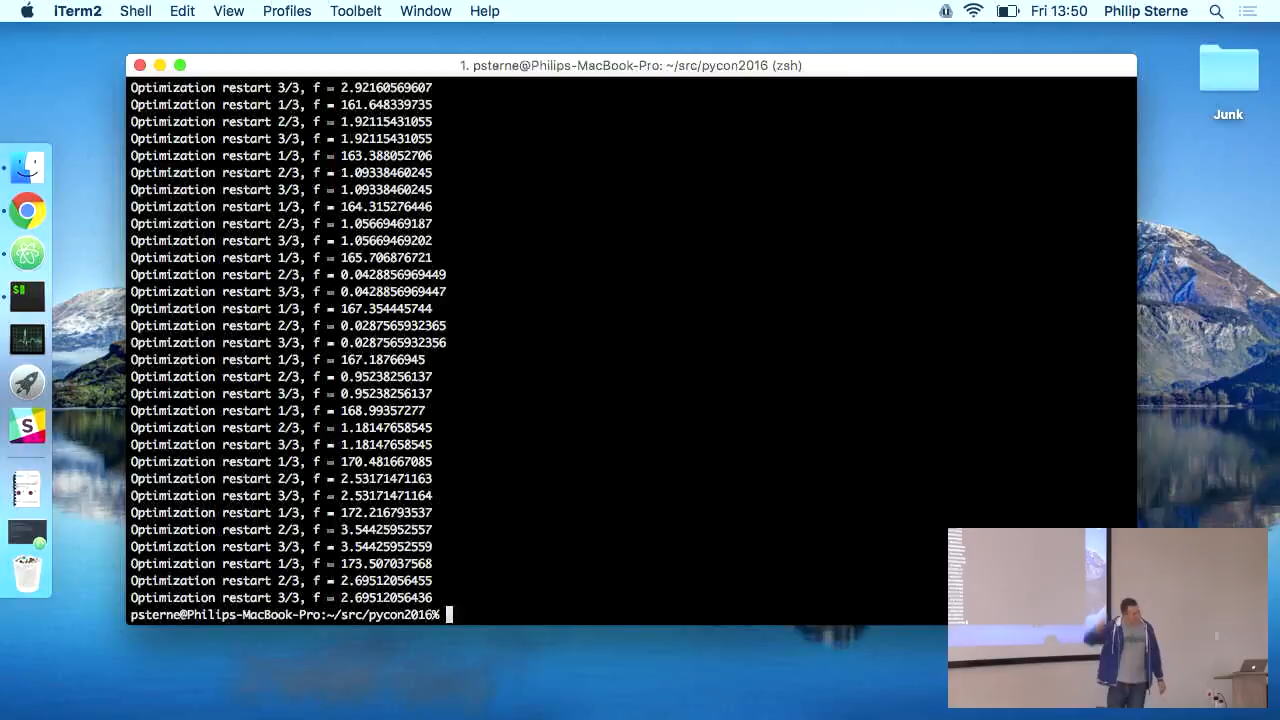 iTerm2 Shell Edit View Profiles Toolbelt Window Help Fri 13:50 Philip Sterne
1. psterne@Philips-MacBook-Pro: ~/src/pycon2016 (zsh)
Junk
Optimization restart 3/3, f = 2.92160569607
Optimization restart 1/3, f = 161.648339735
Optimization restart 2/3, f = 1.92115431055
Optimization restart 3/3, f = 1.92115431055
Optimization restart 1/3, f = 163.388052706
Optimization restart 2/3, f = 1.09338460245
Optimization restart 3/3, f = 1.09338460245
Optimization restart 1/3, f = 164.315276446
Optimization restart 2/3, f = 1.05669469187
Optimization restart 3/3, f = 1.05669469202
Optimization restart 1/3, f = 165.706876721
Optimization restart 2/3, f = 0.0428856969449
Optimization restart 3/3, f = 0.0428856969447
Optimization restart 1/3, f = 167.354445744
Optimization restart 2/3, f = 0.0287565932365
Optimization restart 3/3, f = 0.0287565932356
Optimization restart 1/3, f = 167.18766945
Optimization restart 2/3, f = 0.95238256137
Optimization restart 3/3, f = 0.95238256137
Optimization restart 1/3, f = 168.99357277
Optimization restart 2/3, f = 1.18147658545
Optimization restart 3/3, f = 1.18147658545
Optimization restart 1/3, f = 170.481667085
Optimization restart 2/3, f = 2.53171471163
Optimization restart 3/3, f = 2.53171471164
Optimization restart 1/3, f = 172.216793537
Optimization restart 2/3, f = 3.54425952557
Optimization restart 3/3, f = 3.54425952559
Optimization restart 1/3, f = 173.507037568
Optimization restart 2/3, f = 2.69512056455
Optimization restart 3/3, f = 2.69512056436
psterne@Philips-MacBook-Pro:~/src/pycon2016%
$
S